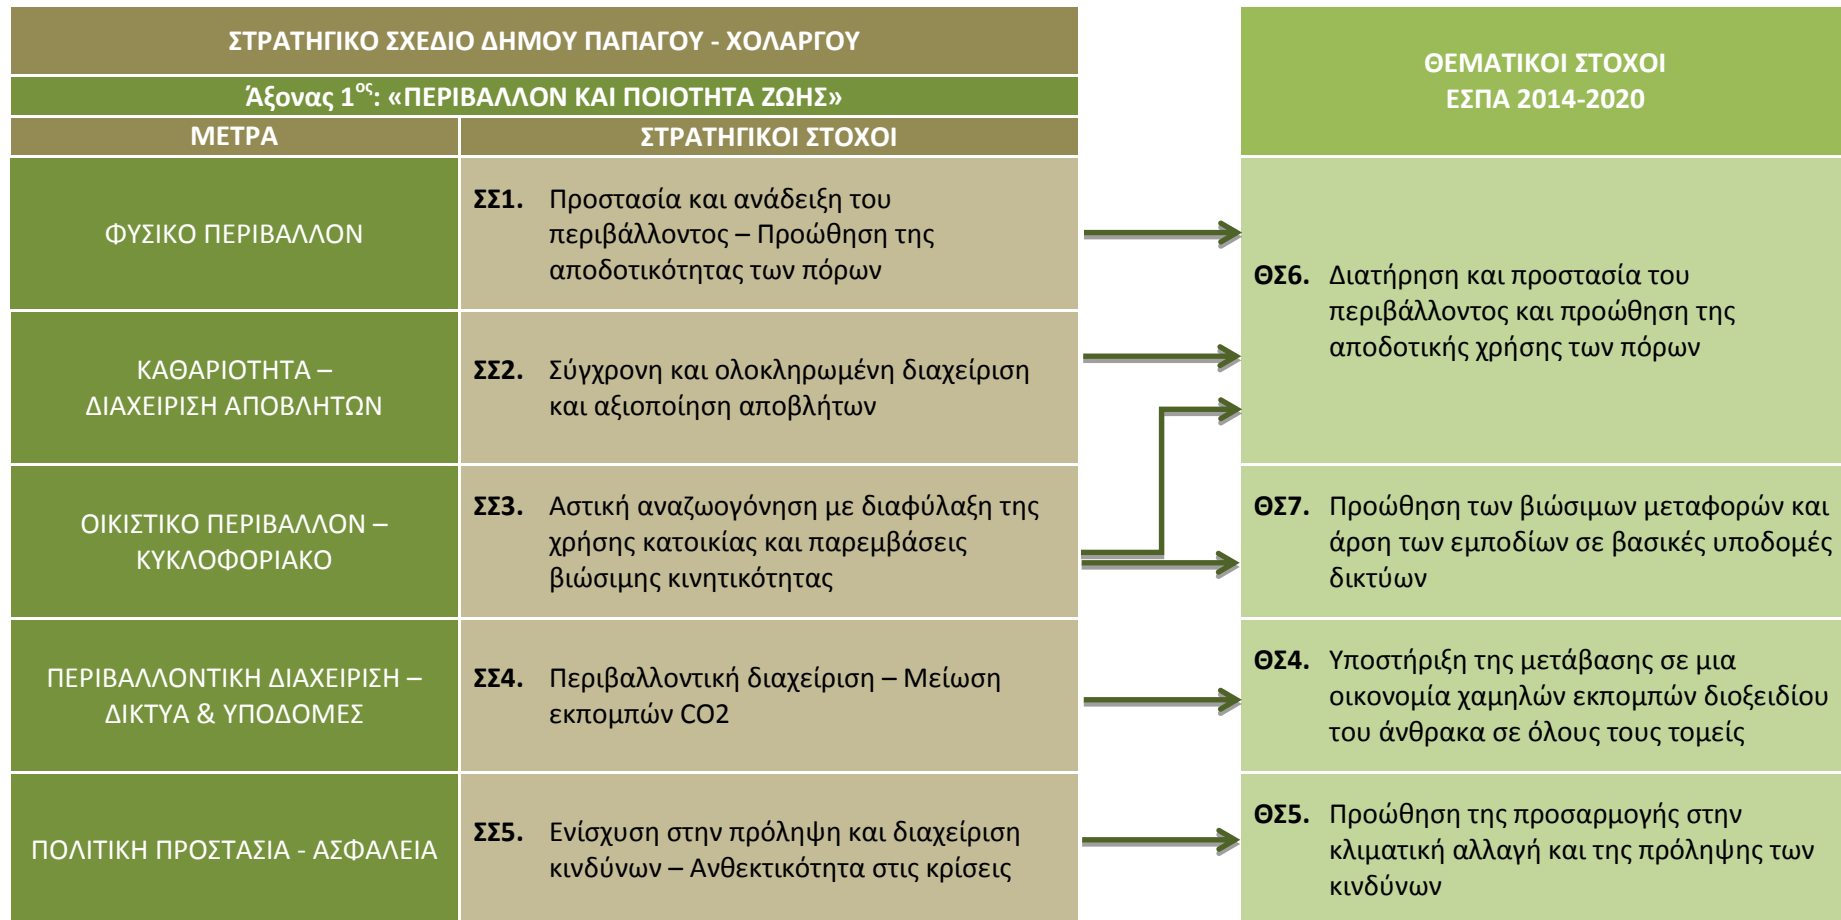 ΣΤΡΑΤΗΓΙΚΟ ΣΧΕΔΙΟ ΔΗΜΟΥ ΠΑΠΑΓΟΥ - ΧΟΛΑΡΓΟΥ
Άξονας 1ος: «ΠΕΡΙΒΑΛΛΟΝ ΚΑΙ ΠΟΙΟΤΗΤΑ ΖΩΗΣ»
ΜΕΤΡΑ
ΣΤΡΑΤΗΓΙΚΟΙ ΣΤΟΧΟΙ
ΘΕΜΑΤΙΚΟΙ ΣΤΟΧΟΙ
ΕΣΠΑ 2014-2020
ΦΥΣΙΚΟ ΠΕΡΙΒΑΛΛΟΝ
ΣΣ1. Προστασία και ανάδειξη του
περιβάλλοντος – Προώθηση της
αποδοτικότητας των πόρων
ΘΣ6. Διατήρηση και προστασία του
περιβάλλοντος και προώθηση της
αποδοτικής χρήσης των πόρων
ΚΑΘΑΡΙΟΤΗΤΑ –
ΔΙΑΧΕΙΡΙΣΗ ΑΠΟΒΛΗΤΩΝ
ΣΣ2. Σύγχρονη και ολοκληρωμένη διαχείριση
και αξιοποίηση αποβλήτων
ΟΙΚΙΣΤΙΚΟ ΠΕΡΙΒΑΛΛΟΝ –
ΚΥΚΛΟΦΟΡΙΑΚΟ
ΣΣ3. Αστική αναζωογόνηση με διαφύλαξη της
χρήσης κατοικίας και παρεμβάσεις
βιώσιμης κινητικότητας
ΘΣ7. Προώθηση των βιώσιμων μεταφορών και
άρση των εμποδίων σε βασικές υποδομές
δικτύων
ΠΕΡΙΒΑΛΛΟΝΤΙΚΗ ΔΙΑΧΕΙΡΙΣΗ –
ΔΙΚΤΥΑ & ΥΠΟΔΟΜΕΣ
ΣΣ4. Περιβαλλοντική διαχείριση – Μείωση
εκπομπών CO2
ΘΣ4. Υποστήριξη της μετάβασης σε μια
οικονομία χαμηλών εκπομπών διοξειδίου
του άνθρακα σε όλους τους τομείς
ΠΟΛΙΤΙΚΗ ΠΡΟΣΤΑΣΙΑ - ΑΣΦΑΛΕΙΑ
ΣΣ5. Ενίσχυση στην πρόληψη και διαχείριση
κινδύνων – Ανθεκτικότητα στις κρίσεις
ΘΣ5. Προώθηση της προσαρμογής στην
κλιματική αλλαγή και της πρόληψης των
κινδύνων